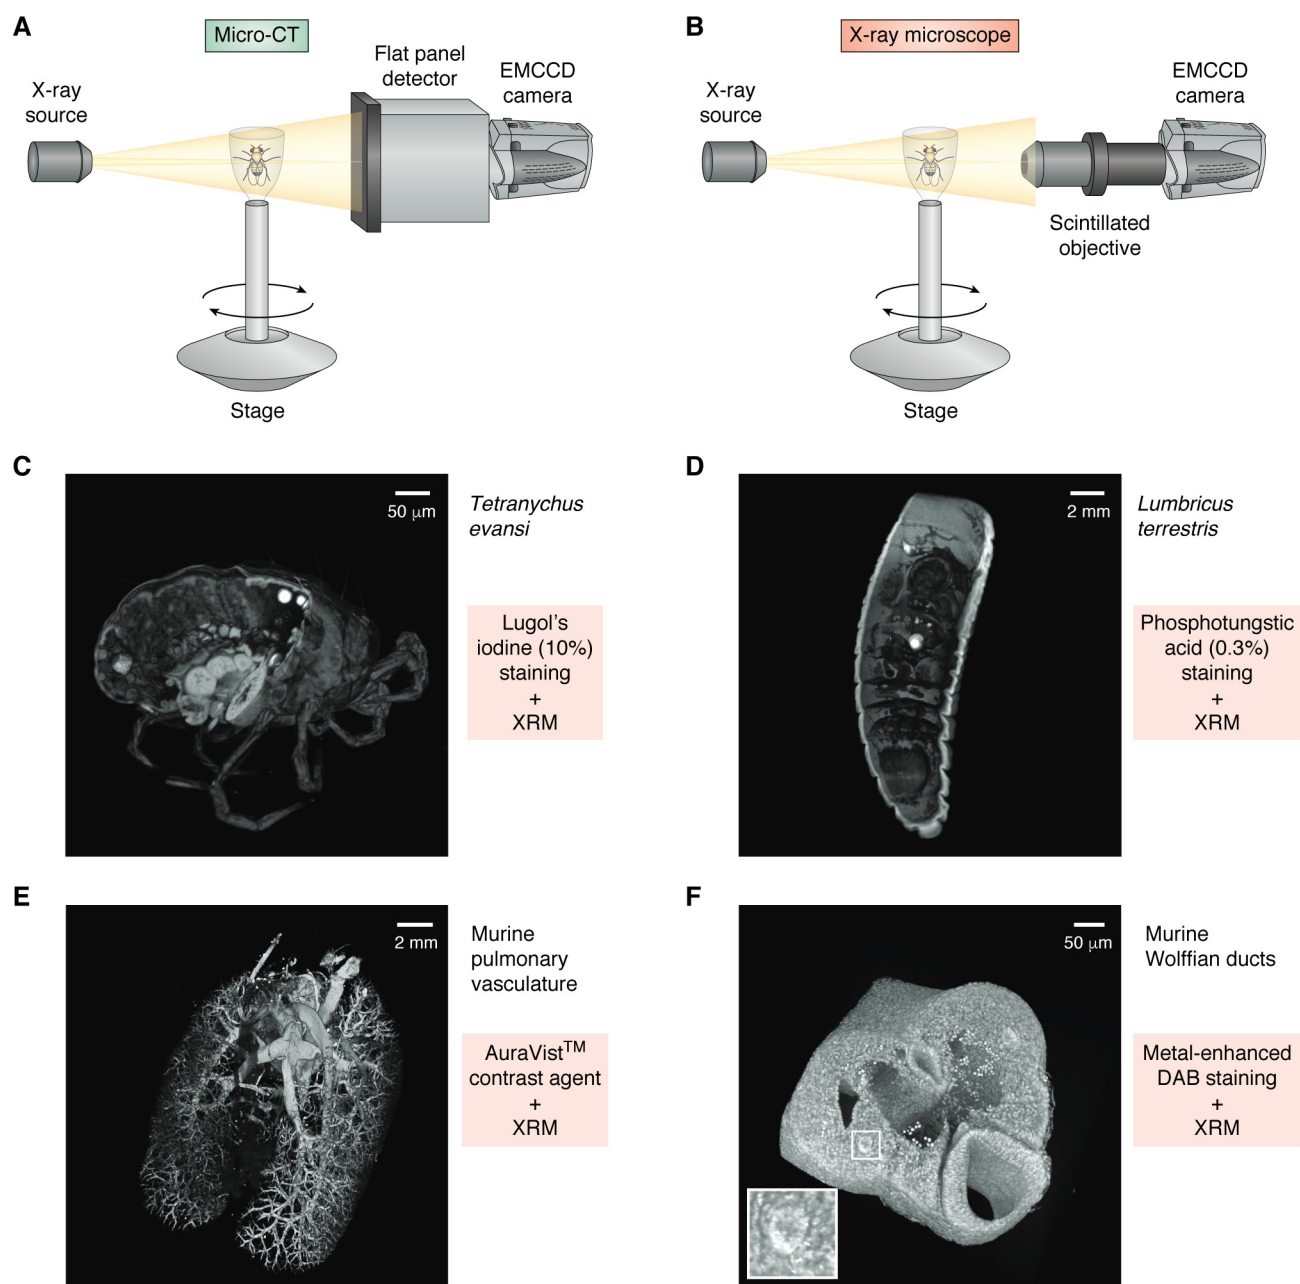 A
Micro-CT
X-ray
source
Flat panel
detector
EMCCD
camera
Stage
B
X-ray microscope
X-ray
source
EMCCD
camera
Scintillated
objective
Stage
C
50 μm
Tetranychus
evansi
Lugol’s
iodine (10%)
staining
+
XRM
D
2 mm
Lumbricus
terrestris
Phosphotungstic
acid (0.3%)
staining
+
XRM
E
2 mm
Murine
pulmonary
vasculature
AuraVist™
contrast agent
+
XRM
F
50 μm
Murine
Wolffian ducts
Metal-enhanced
DAB staining
+
XRM